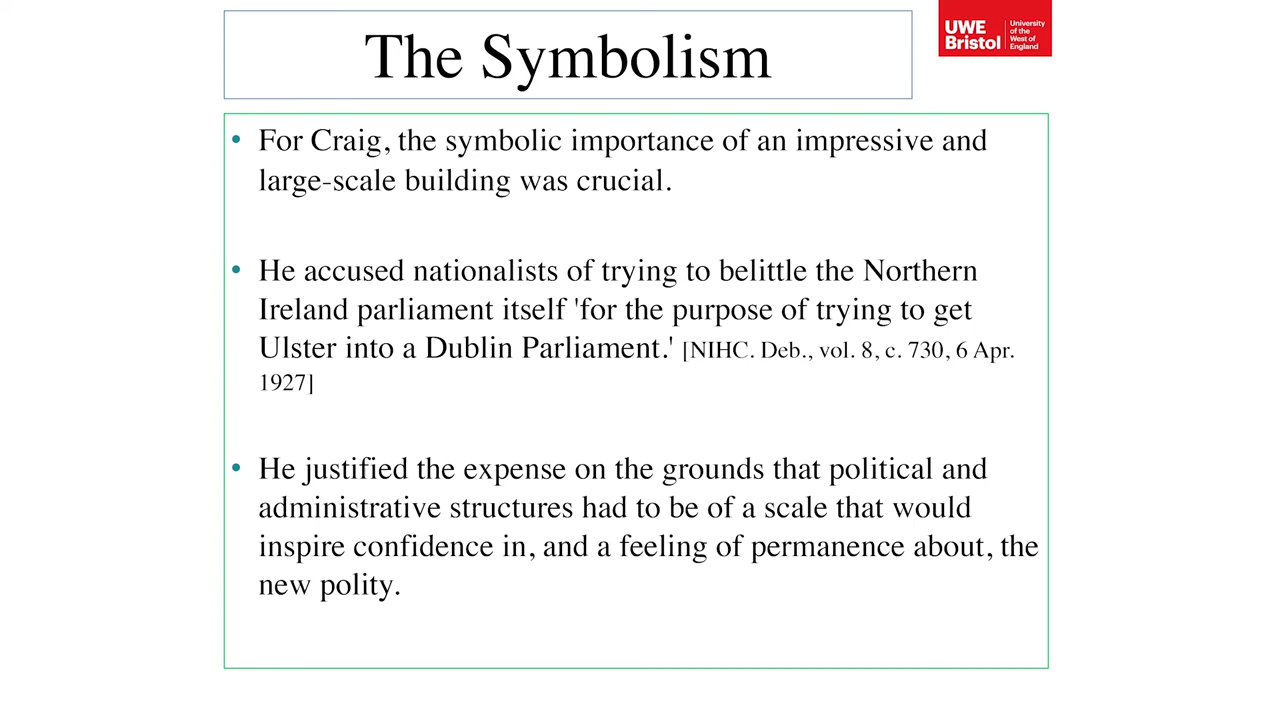 The Symbolism
UWE
Bristol
University
of the
West of
England
• For Craig, the symbolic importance of an impressive and
large-scale building was crucial.
• He accused nationalists of trying to belittle the Northern
Ireland parliament itself 'for the purpose of trying to get
Ulster into a Dublin Parliament.' [NIHC. Deb., vol. 8, c. 730, 6 Apr.
1927]
• He justified the expense on the grounds that political and
administrative structures had to be of a scale that would
inspire confidence in, and a feeling of permanence about, the
new polity.